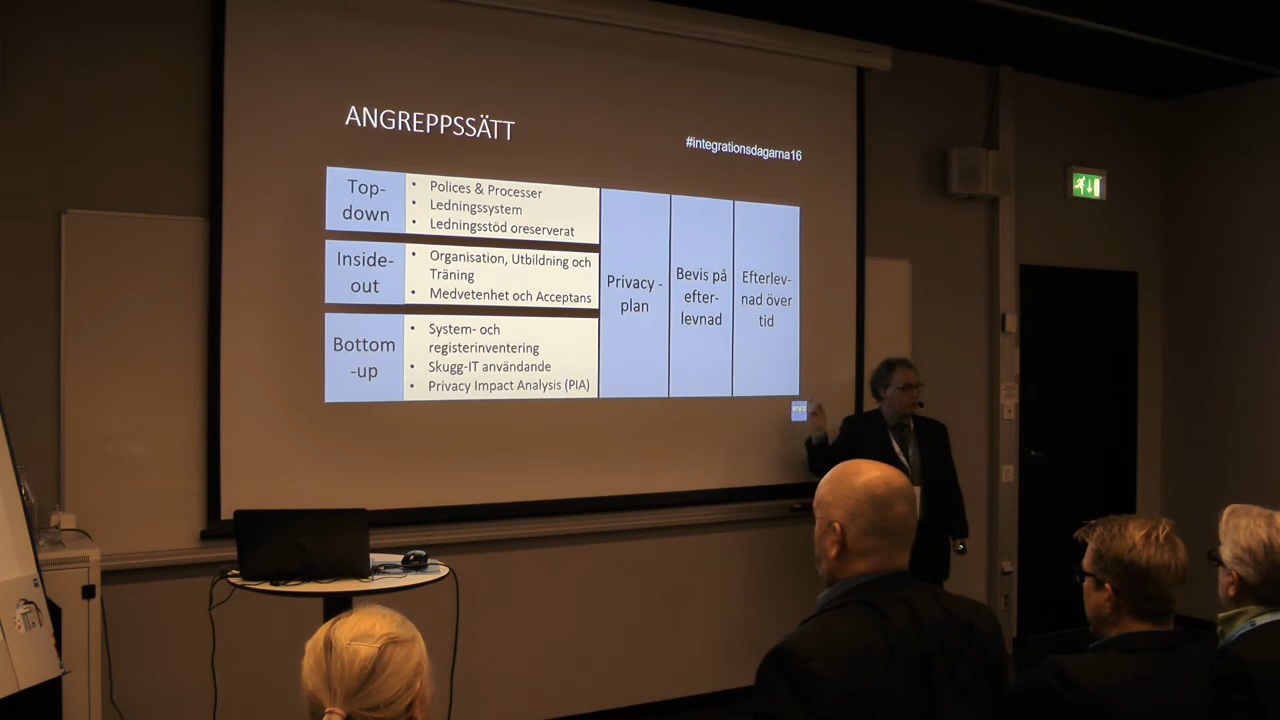 ANGREPPSSÄTT
#integrationsdagarna16
Top-
down
• Polices & Processer
• Ledningssystem
• Ledningsstöd oreserverat
Inside-
out
• Organisation, Utbildning och
Träning
• Medvetenhet och Acceptans
Bottom
-up
• System- och
registerinventering
• Skugg-IT användande
• Privacy Impact Analysis (PIA)
Privacy -
plan
Bevis på
efter-
levnad
Efterlev-
nad över
tid